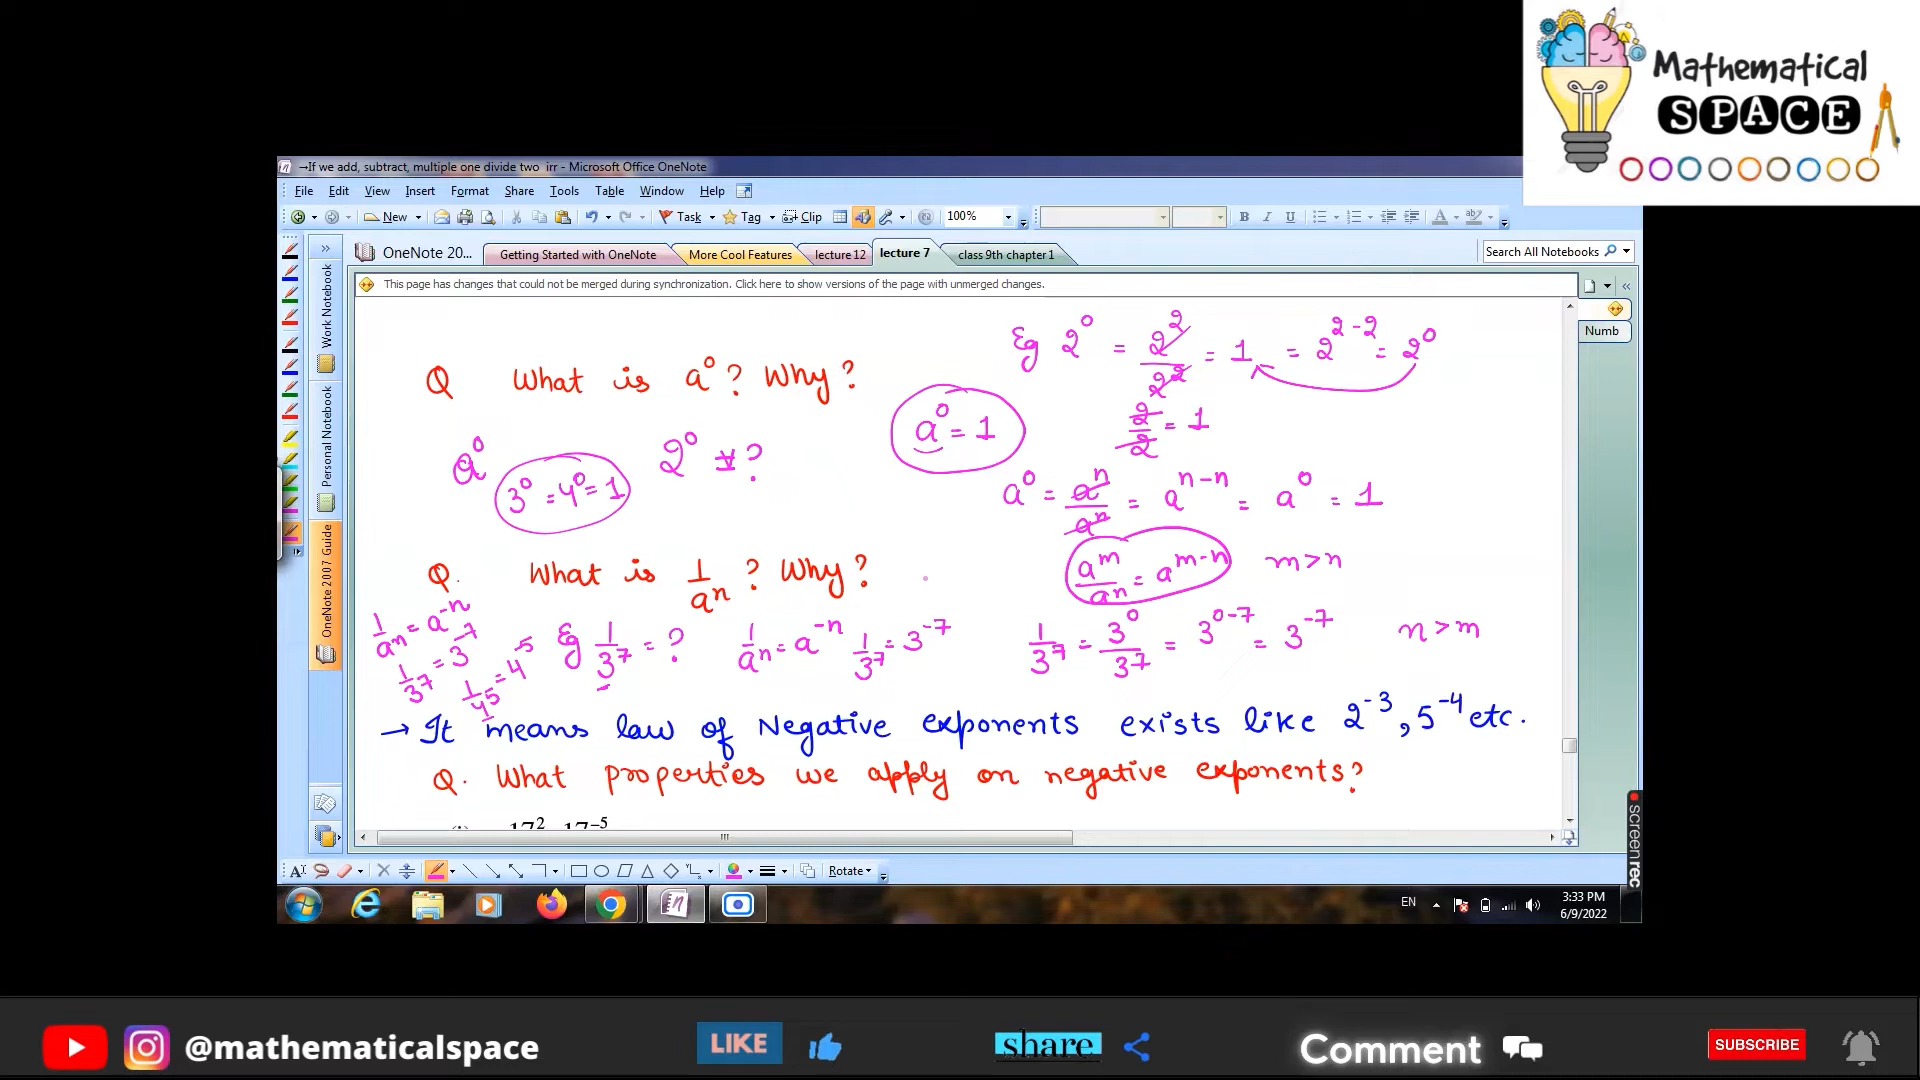 Mathematical
SPACE
→If we add, subtract, multiple one divide two irr - Microsoft Office OneNote
File Edit View Insert Format Share Tools Table Window Help
New Task Tag Clip 100% B I U
OneNote 20... Getting Started with OneNote More Cool Features lecture 12 lecture 7 class 9th chapter 1 Search All Notebooks
This page has changes that could not be merged during synchronization. Click here to show versions of the page with unmerged changes.
Numb
Work Notebook
Personal Notebook
OneNote 2007 Guide
Eg 2⁰ = 2²/2² = 1 = 2²⁻² = 2⁰
Q What is a⁰? Why?
a⁰ = 1
2/2 = 1
a⁰ 3⁰ = 4⁰ = 1 2⁰ ?
a⁰ = aⁿ/aⁿ = aⁿ⁻ⁿ = a⁰ = 1
aᵐ/aⁿ = aᵐ⁻ⁿ m>n
Q. What is 1/aⁿ ? Why?
1/aⁿ = a⁻ⁿ
1/3⁷ = 3⁻⁷
1/4⁵ = 4⁻⁵
Eg 1/3⁷ = ? 1/aⁿ = a⁻ⁿ 1/3⁷ = 3⁻⁷ 1/3⁷ = 3⁰/3⁷ = 3⁰⁻⁷ = 3⁻⁷ n>m
→ It means law of Negative exponents exists like 2⁻³, 5⁻⁴ etc.
Q. What properties we apply on negative exponents?
17² 17⁻⁵
Rotate
EN 3:33 PM
6/9/2022
screenrec
@mathematicalspace LIKE share Comment SUBSCRIBE